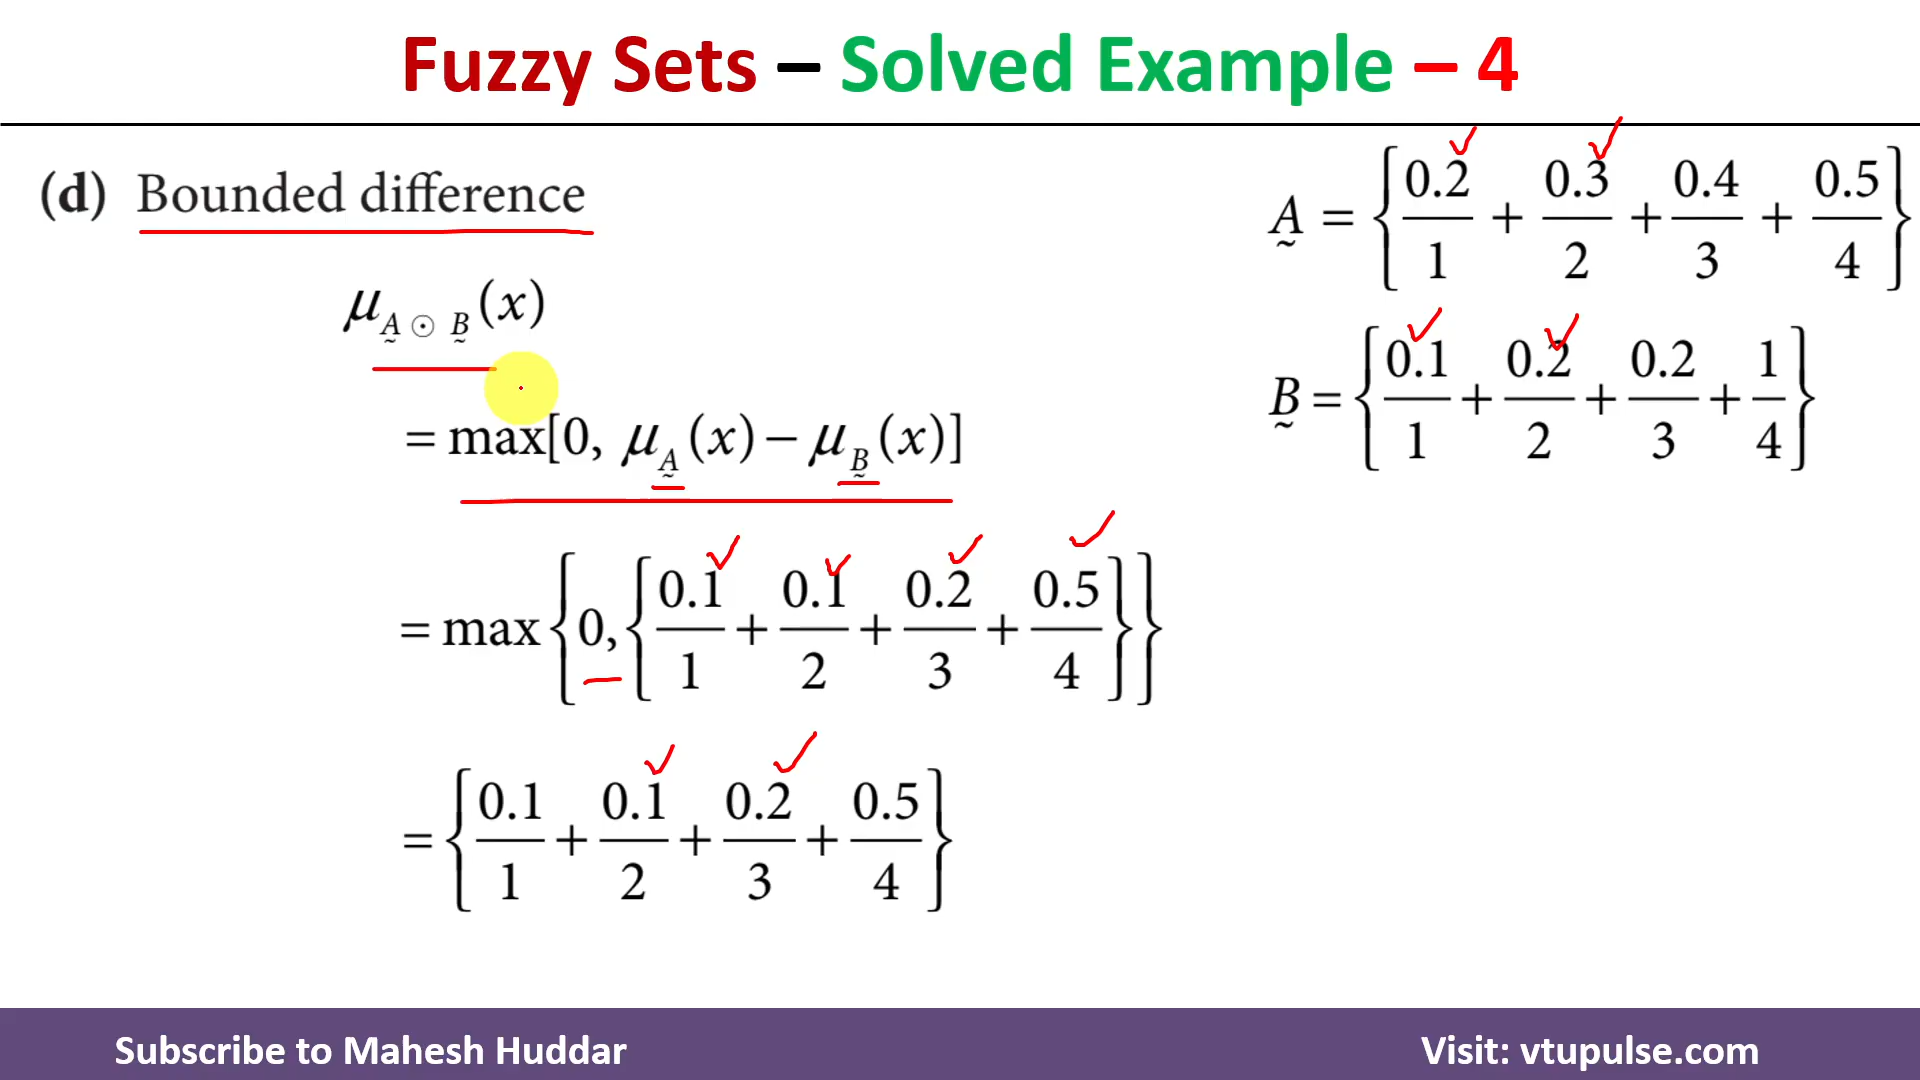 Fuzzy Sets – Solved Example – 4
(d) Bounded difference
A̰ = {0.2/1 + 0.3/2 + 0.4/3 + 0.5/4}
μ_A̰ ⊙ B̰ (x)
B̰ = {0.1/1 + 0.2/2 + 0.2/3 + 1/4}
= max[0, μ_A̰ (x) − μ_B̰ (x)]
= max {0, {0.1/1 + 0.1/2 + 0.2/3 + 0.5/4}}
= {0.1/1 + 0.1/2 + 0.2/3 + 0.5/4}
Subscribe to Mahesh Huddar
Visit: vtupulse.com